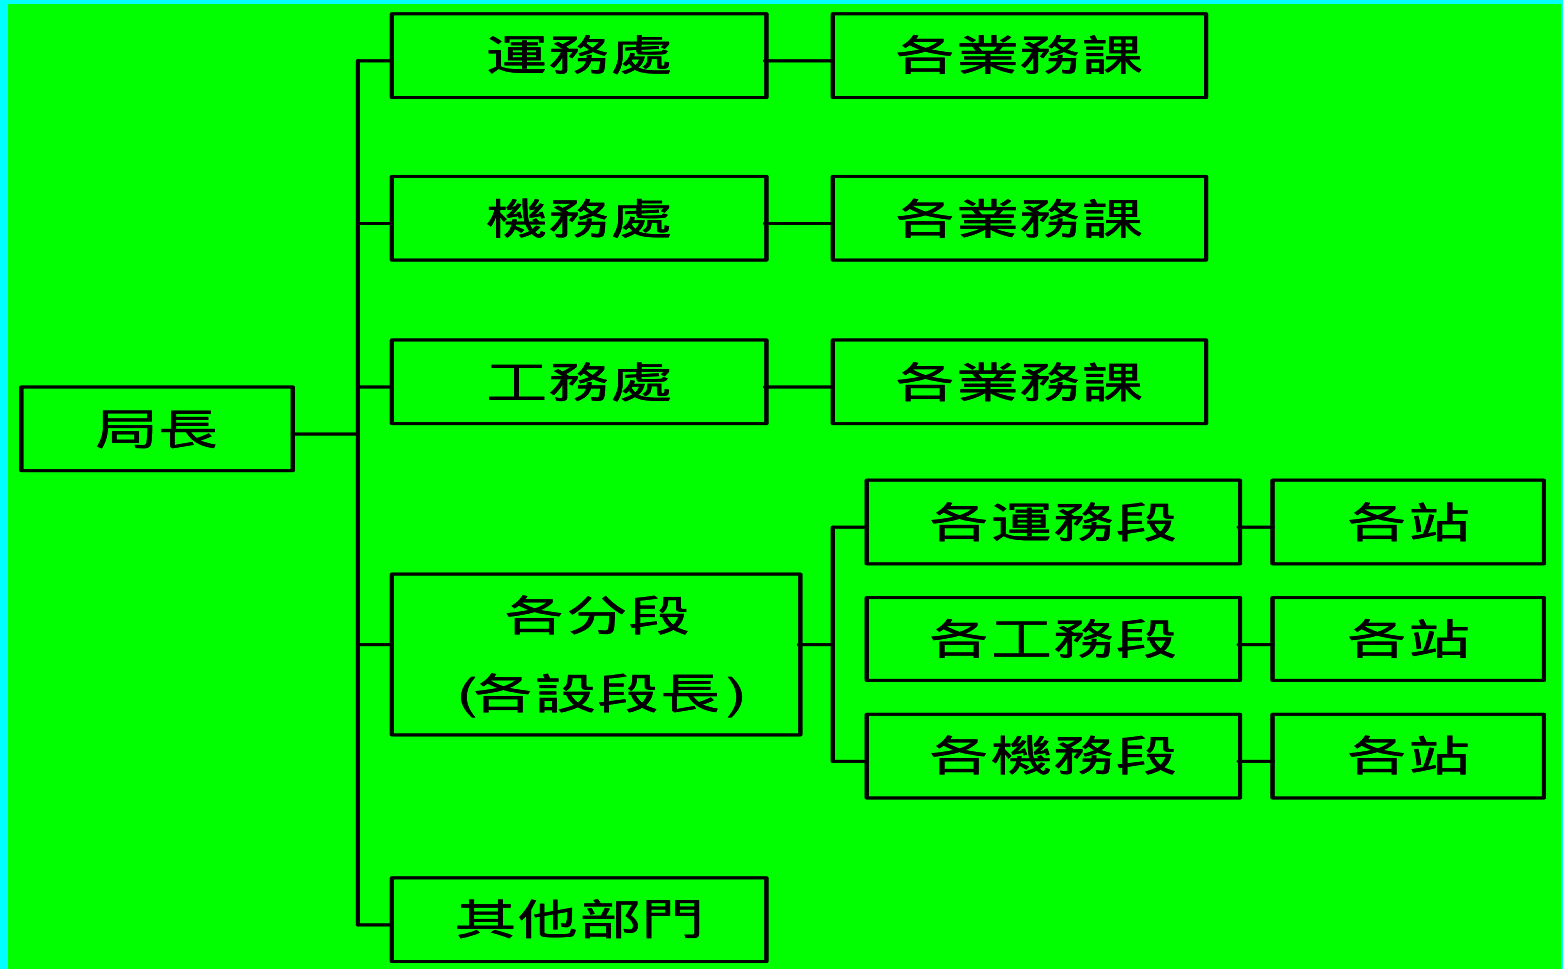 局長
運務處
各業務課
機務處
各業務課
工務處
各業務課
各分段
(各設段長)
各運務段
各站
各工務段
各站
各機務段
各站
其他部門